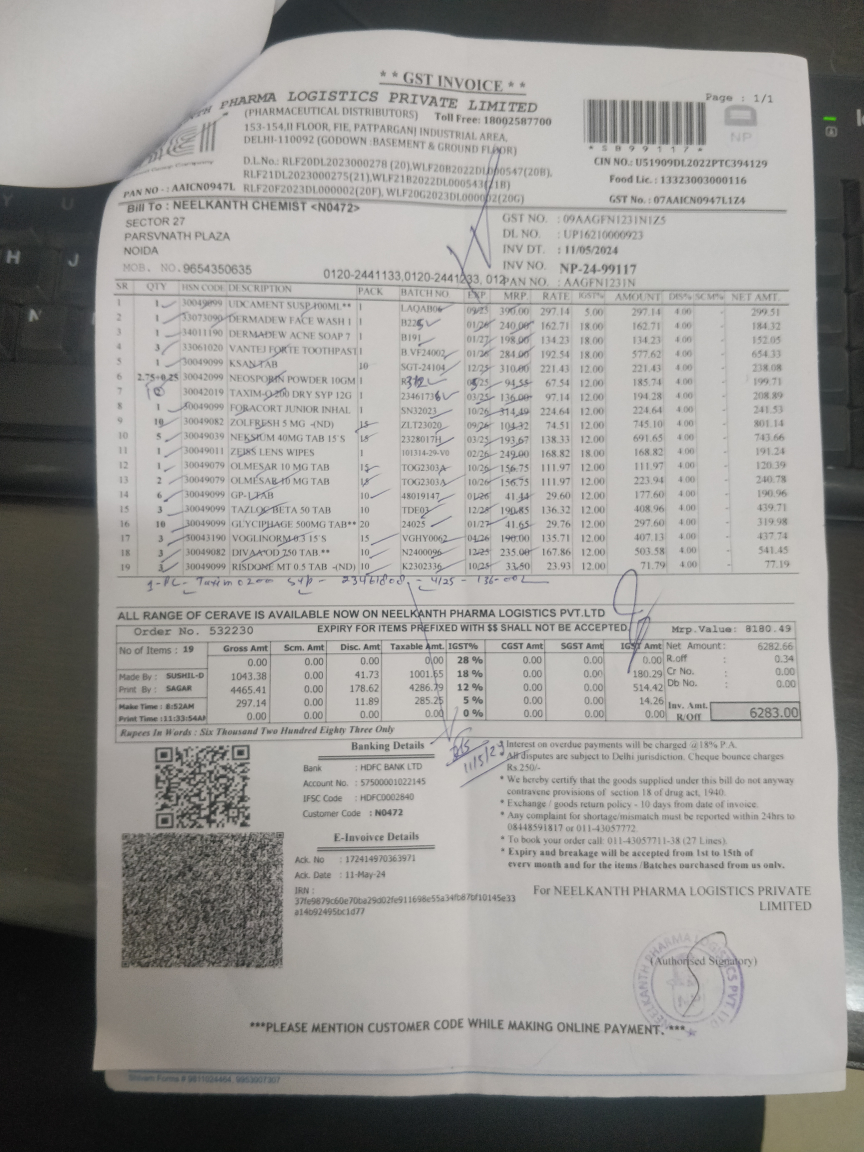 * * GST INVOICE * *
PHARMA LOGISTICS PRIVATE LIMITED
Page : 1/1
(PHARMACEUTICAL DISTRIBUTORS) Toll Free: 18002587700
153-154,II FLOOR, FIE, PATPARGANJ INDUSTRIAL AREA,
DELHI-110092 (GODOWN :BASEMENT & GROUND FLOOR)
*S899117*
NP
D.L.No.: RLF20DL2023000278 (20),WLF20B2022DL000547(20B),
RLF21DL2023000275(21),WLF21B2022DL000543(21B)
RLF20F2023DL000002(20F), WLF20G2023DL000002(20G)
CIN NO.: U51909DL2022PTC394129
Food Lic. : 13323003000116
PAN NO -: AAICN0947L
GST No. : 07AAICN0947L1Z4
Bill To : NEELKANTH CHEMIST <N0472>
SECTOR 27
PARSVNATH PLAZA
NOIDA
MOB. NO.9654350635
0120-2441133,0120-2441233, 012
GST NO. : 09AAGFN1231N1Z5
DL NO. : UP16210000923
INV DT. : 11/05/2024
INV NO. NP-24-99117
PAN NO. : AAGFN1231N
SR QTY HSN CODE DESCRIPTION PACK BATCH NO. EXP MRP. RATE IGST% AMOUNT DIS% SCM% NET AMT.
1 1 30049099 UDCAMENT SUSP 100ML** 1 LAQAB06 09/25 390.00 297.14 5.00 297.14 4.00 - 299.51
2 1 33073090 DERMADEW FACE WASH 1 1 B225 01/26 240.00 162.71 18.00 162.71 4.00 - 184.32
3 1 34011190 DERMADEW ACNE SOAP 7 1 B191 01/27 198.00 134.23 18.00 134.23 4.00 - 152.05
4 3 33061020 VANTEJ FORTE TOOTHPAST 1 B.VF24002 01/26 284.00 192.54 18.00 577.62 4.00 - 654.33
5 1 30049099 KSAN TAB 10 SGT-24104 12/25 310.00 221.43 12.00 221.43 4.00 - 238.08
6 2.75+0.25 30042099 NEOSPORIN POWDER 10GM 1 94.55 67.54 12.00 185.74 4.00 - 199.71
7 30042019 TAXIM-O 200 DRY SYP 12G 1 2346173 03/25 136.00 97.14 12.00 194.28 4.00 - 208.89
8 1 30049099 FORACORT JUNIOR INHAL 1 SN32023 10/26 314.49 224.64 12.00 224.64 4.00 - 241.53
9 10 30049082 ZOLFRESH 5 MG -(ND) 15 ZLT23020 09/26 104.32 74.51 12.00 745.10 4.00 - 801.14
10 5 30049039 NEKSIUM 40MG TAB 15`S 15 2328017H 03/25 193.67 138.33 12.00 691.65 4.00 - 743.66
11 1 30049011 ZEISS LENS WIPES 1 101314-29-V0 02/26 249.00 168.82 18.00 168.82 4.00 - 191.24
12 1 30049079 OLMESAR 10 MG TAB 15 TOG2303A 10/26 156.75 111.97 12.00 111.97 4.00 - 120.39
13 2 30049079 OLMESAR 10 MG TAB 15 TOG2303A 10/26 156.75 111.97 12.00 223.94 4.00 - 240.78
14 6 30049099 GP-1 TAB 10 48019147 01/26 41.44 29.60 12.00 177.60 4.00 - 190.96
15 3 30049099 TAZLOC BETA 50 TAB 10 TDE03 12/25 190.85 136.32 12.00 408.96 4.00 - 439.71
16 10 30049099 GLYCIPHAGE 500MG TAB** 20 24025 01/27 41.65 29.76 12.00 297.60 4.00 - 319.98
17 3 30043190 VOGLINORM 0.3 15`S 15 VGHY0062 04/26 190.00 135.71 12.00 407.13 4.00 - 437.74
18 3 30049082 DIVAA OD 750 TAB.** 10 N2400096 12/25 235.00 167.86 12.00 503.58 4.00 - 541.45
19 3 30049099 RISDONE MT 0.5 TAB -(ND) 10 K2302336 10/25 33.50 23.93 12.00 71.79 4.00 - 77.19
1-PC - Taxim O 200 SYP - 23461808 - 4/25 - 136.00
ALL RANGE OF CERAVE IS AVAILABLE NOW ON NEELKANTH PHARMA LOGISTICS PVT.LTD
Order No. 532230 EXPIRY FOR ITEMS PREFIXED WITH $$ SHALL NOT BE ACCEPTED. Mrp.Value: 8180.49
No of Items : 19
Made By : SUSHIL-D
Print By : SAGAR
Make Time : 8:52AM
Print Time :11:33:54AM
Gross Amt Scm. Amt Disc. Amt Taxable Amt. IGST% CGST Amt SGST Amt IGST Amt
0.00 0.00 0.00 0.00 28 % 0.00 0.00 0.00
1043.38 0.00 41.73 1001.65 18 % 0.00 0.00 180.29
4465.41 0.00 178.62 4286.79 12 % 0.00 0.00 514.42
297.14 0.00 11.89 285.25 5 % 0.00 0.00 14.26
0.00 0.00 0.00 0.00 0 % 0.00 0.00 0.00
Net Amount: 6282.66
R.off 0.34
Cr No. 0.00
Db No. 0.00
Inv. Amt. R/Off 6283.00
Rupees In Words : Six Thousand Two Hundred Eighty Three Only
Banking Details
Bank : HDFC BANK LTD
Account No. : 57500001022145
IFSC Code : HDFC0002840
Customer Code : N0472
E-Invoivce Details
Ack. No : 172414970363971
Ack. Date : 11-May-24
IRN :
37fe9879c60e70ba29d02fe911698e55a34fb87bf10145e33
a14b92495bc1d77
11/5/24
Interest on overdue payments will be charged @18% P.A.
All disputes are subject to Delhi jurisdiction. Cheque bounce charges
Rs.250/-
* We hereby certify that the goods supplied under this bill do not anyway
contravene provisions of section 18 of drug act, 1940.
* Exchange / goods return policy - 10 days from date of invoice.
* Any complaint for shortage/mismatch must be reported within 24hrs to
08448591817 or 011-43057772.
* To book your order call: 011-43057711-38 (27 Lines).
* Expiry and breakage will be accepted from 1st to 15th of
every month and for the items /Batches purchased from us only.
For NEELKANTH PHARMA LOGISTICS PRIVATE
LIMITED
(Authorised Signatory)
NEELKANTH PHARMA LOGISTICS PVT. LTD.
***PLEASE MENTION CUSTOMER CODE WHILE MAKING ONLINE PAYMENT.***
Shivam Forms # 9811024464, 9953907307